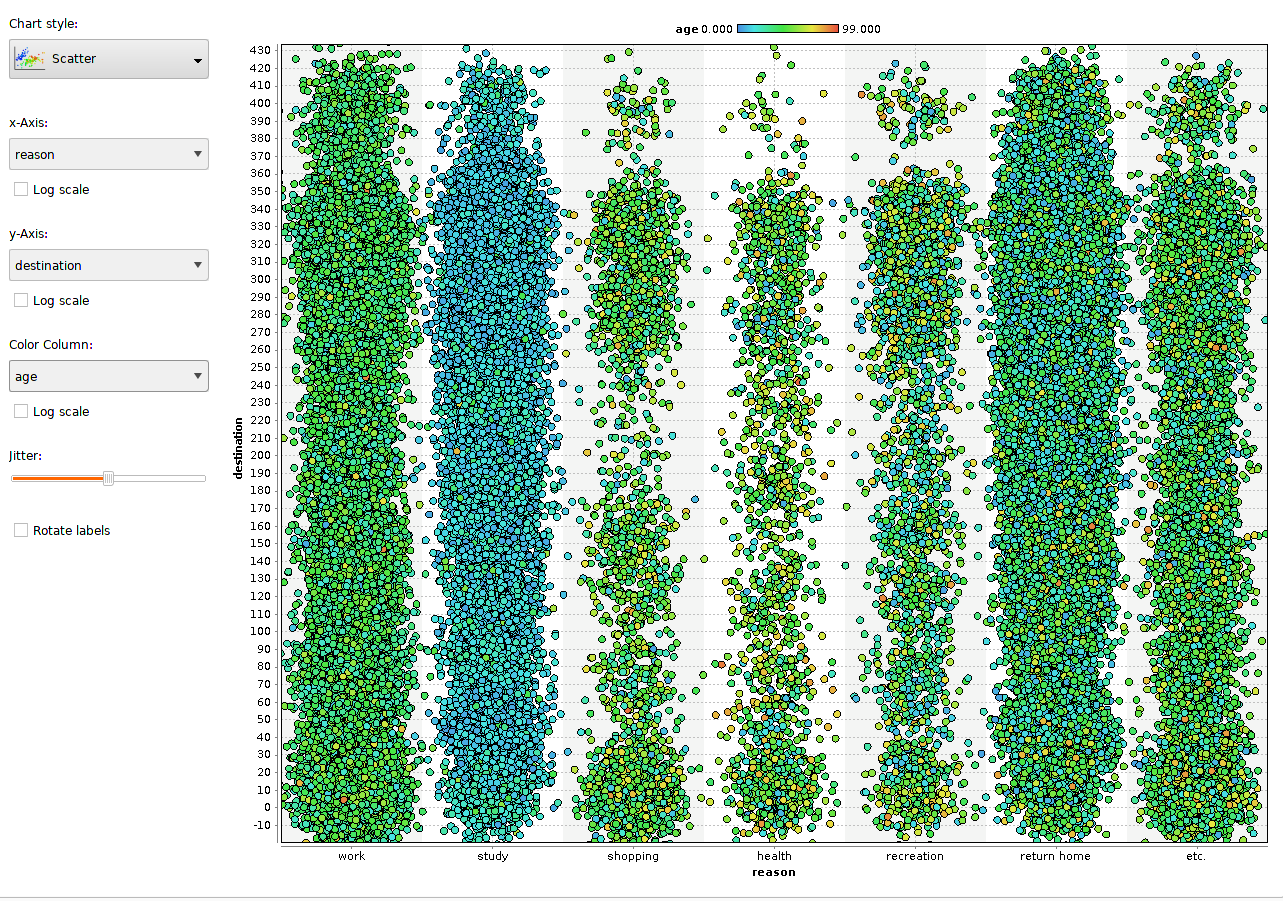 Chart style:
Scatter
x-Axis:
reason
Log scale
y-Axis:
destination
Log scale
Color Column:
age
Log scale
Jitter:
Rotate labels
age 0.000 99.000
430
420
410
400
390
380
370
360
350
340
330
320
310
300
290
280
270
260
250
240
230
220
210
200
190
180
170
160
150
140
130
120
110
100
90
80
70
60
50
40
30
20
10
0
-10
destination
work study shopping health recreation return home etc.
reason